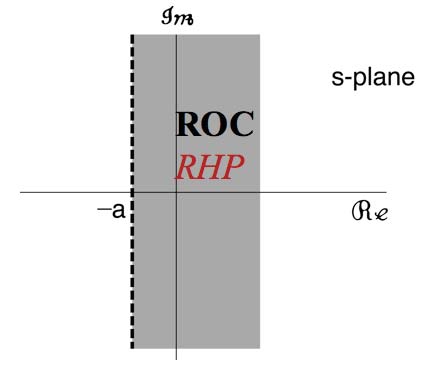 ℐm
s-plane
ROC
RHP
−a
ℛℯ